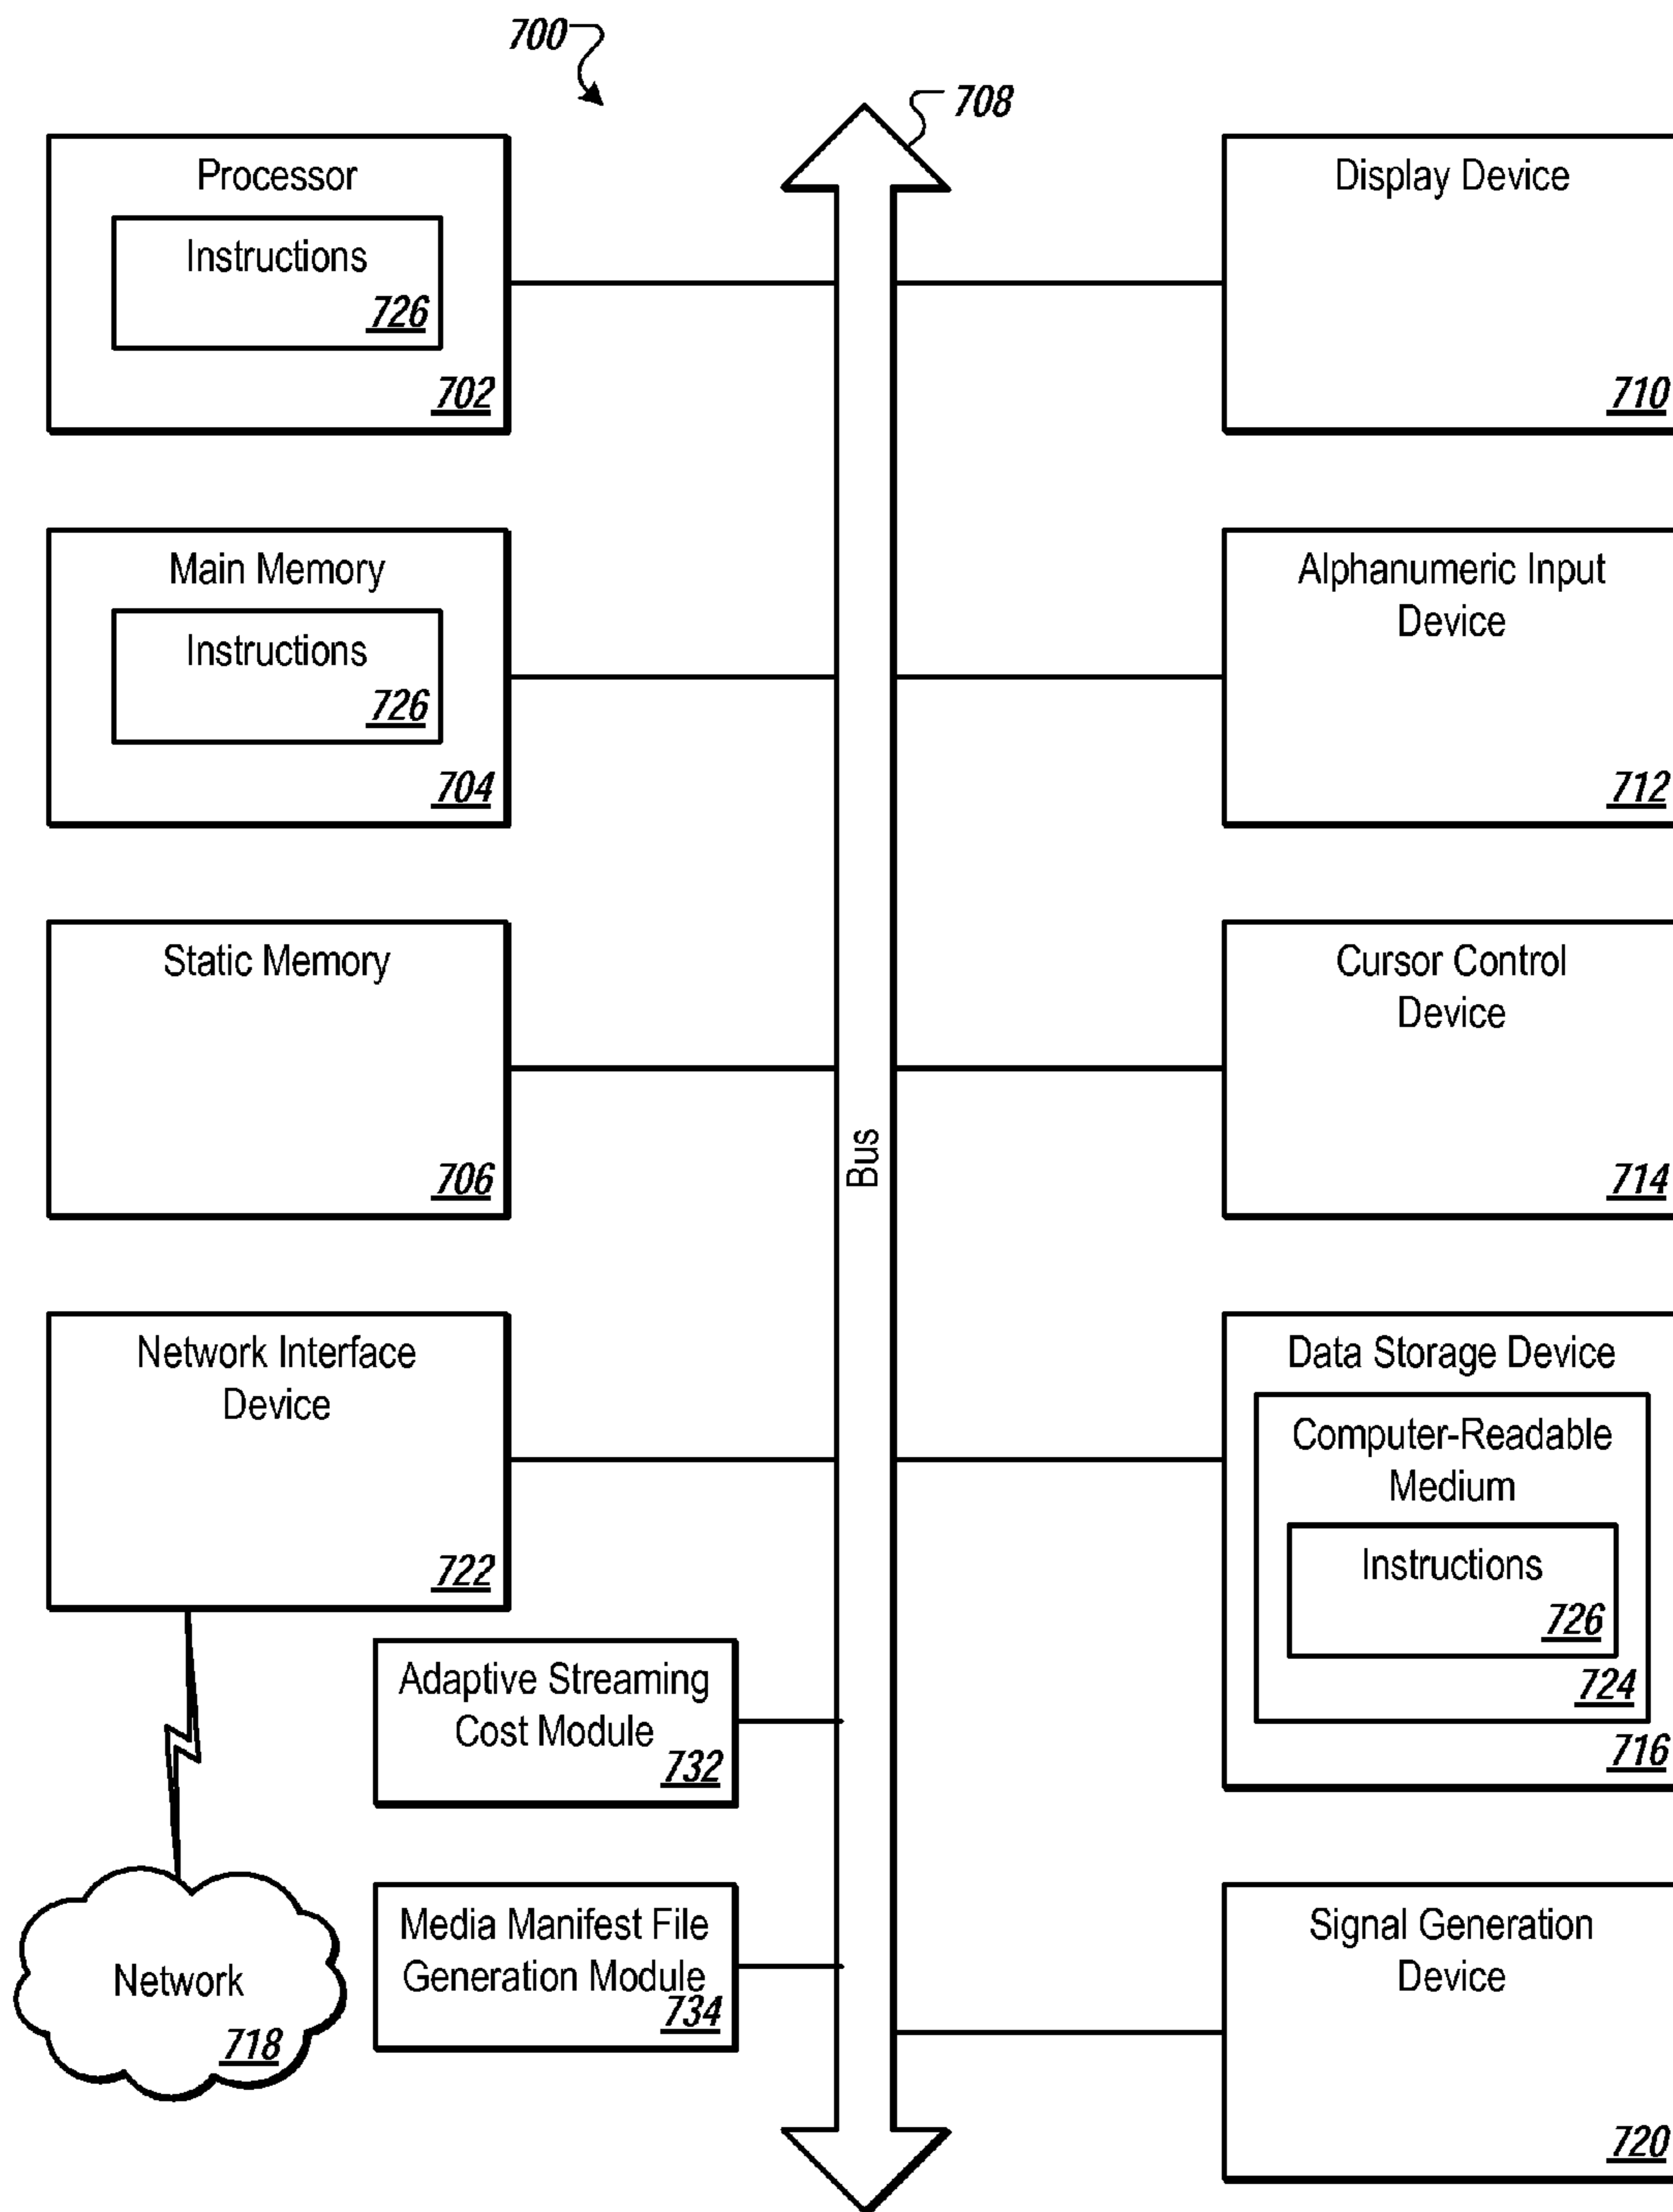 700
708
Processor
Instructions
726
702
Main Memory
Instructions
726
704
Static Memory
706
Network Interface
Device
722
Adaptive Streaming
Cost Module
732
Media Manifest File
Generation Module
734
Network
718
Bus
Display Device
710
Alphanumeric Input
Device
712
Cursor Control
Device
714
Data Storage Device
Computer-Readable
Medium
Instructions
726
724
716
Signal Generation
Device
720